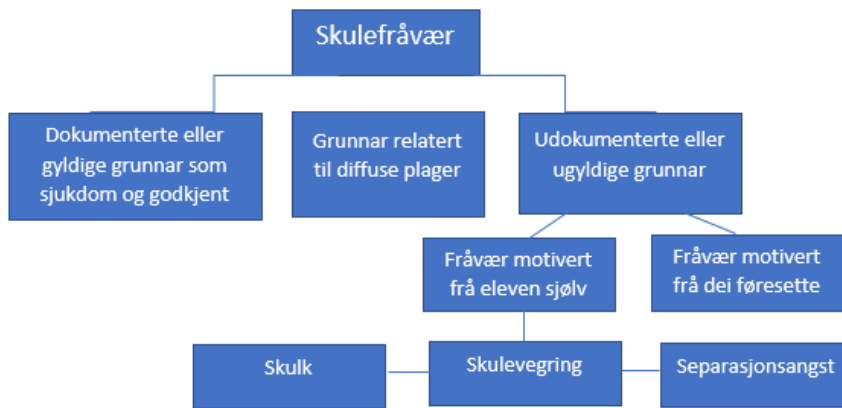 Skulefråvær
Dokumenterte eller
gyldige grunnar som
sjukdom og godkjent
Grunnar relatert
til diffuse plager
Udokumenterte eller
ugyldige grunnar
Fråvær motivert
frå eleven sjølv
Fråvær motivert
frå dei føresette
Skulk
Skulevegring
Separasjonsangst